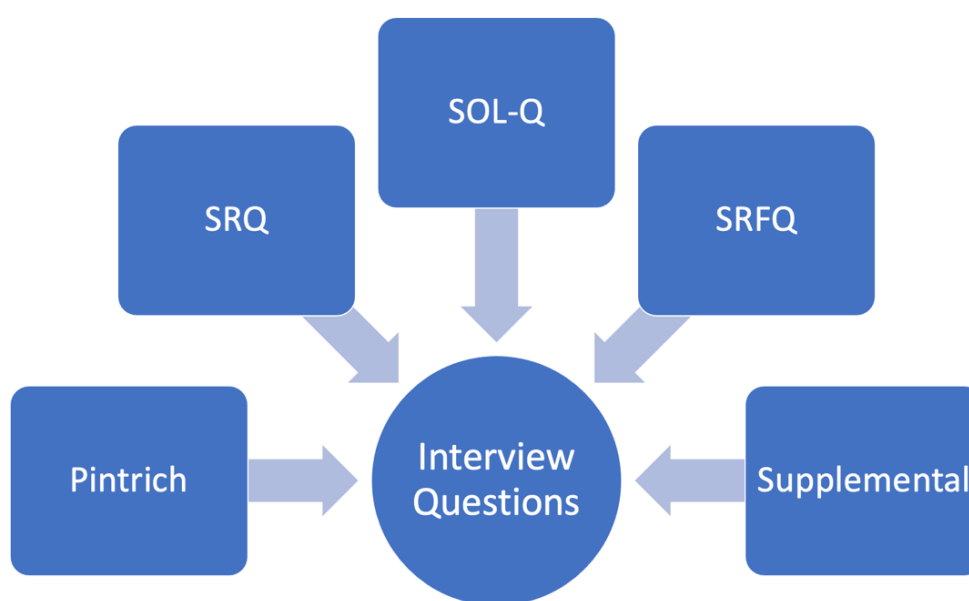 SOL-Q
SRQ
SRFQ
Pintrich
Interview
Questions
Supplemental